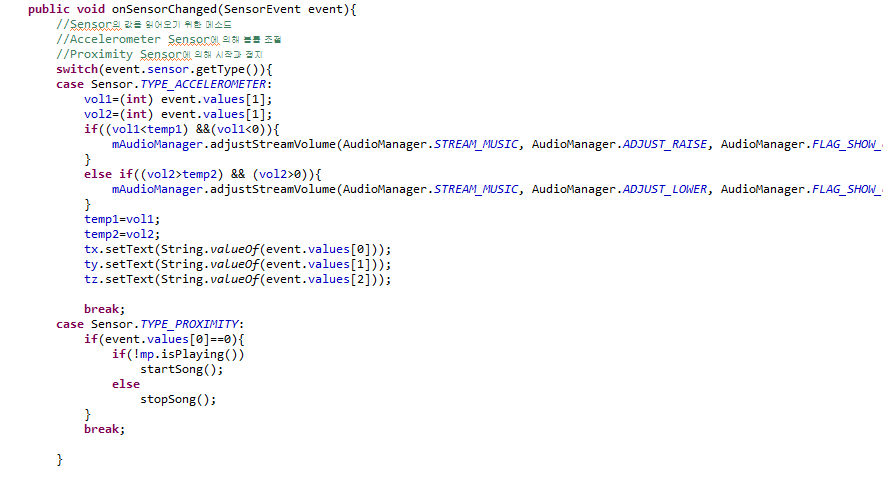 public void onSensorChanged(SensorEvent event){
//Sensor의 값을 읽어오기 위한 메소드
//Accelerometer Sensor에 의해 볼륨 조절
//Proximity Sensor에 의해 시작과 정지
switch(event.sensor.getType()){
case Sensor.TYPE_ACCELEROMETER:
vol1=(int) event.values[1];
vol2=(int) event.values[1];
if((vol1<temp1) &&(vol1<0)){
mAudioManager.adjustStreamVolume(AudioManager.STREAM_MUSIC, AudioManager.ADJUST_RAISE, AudioManager.FLAG_SHOW_
}
else if((vol2>temp2) && (vol2>0)){
mAudioManager.adjustStreamVolume(AudioManager.STREAM_MUSIC, AudioManager.ADJUST_LOWER, AudioManager.FLAG_SHOW_
}
temp1=vol1;
temp2=vol2;
tx.setText(String.valueOf(event.values[0]));
ty.setText(String.valueOf(event.values[1]));
tz.setText(String.valueOf(event.values[2]));
break;
case Sensor.TYPE_PROXIMITY:
if(event.values[0]==0){
if(!mp.isPlaying())
startSong();
else
stopSong();
}
break;
}